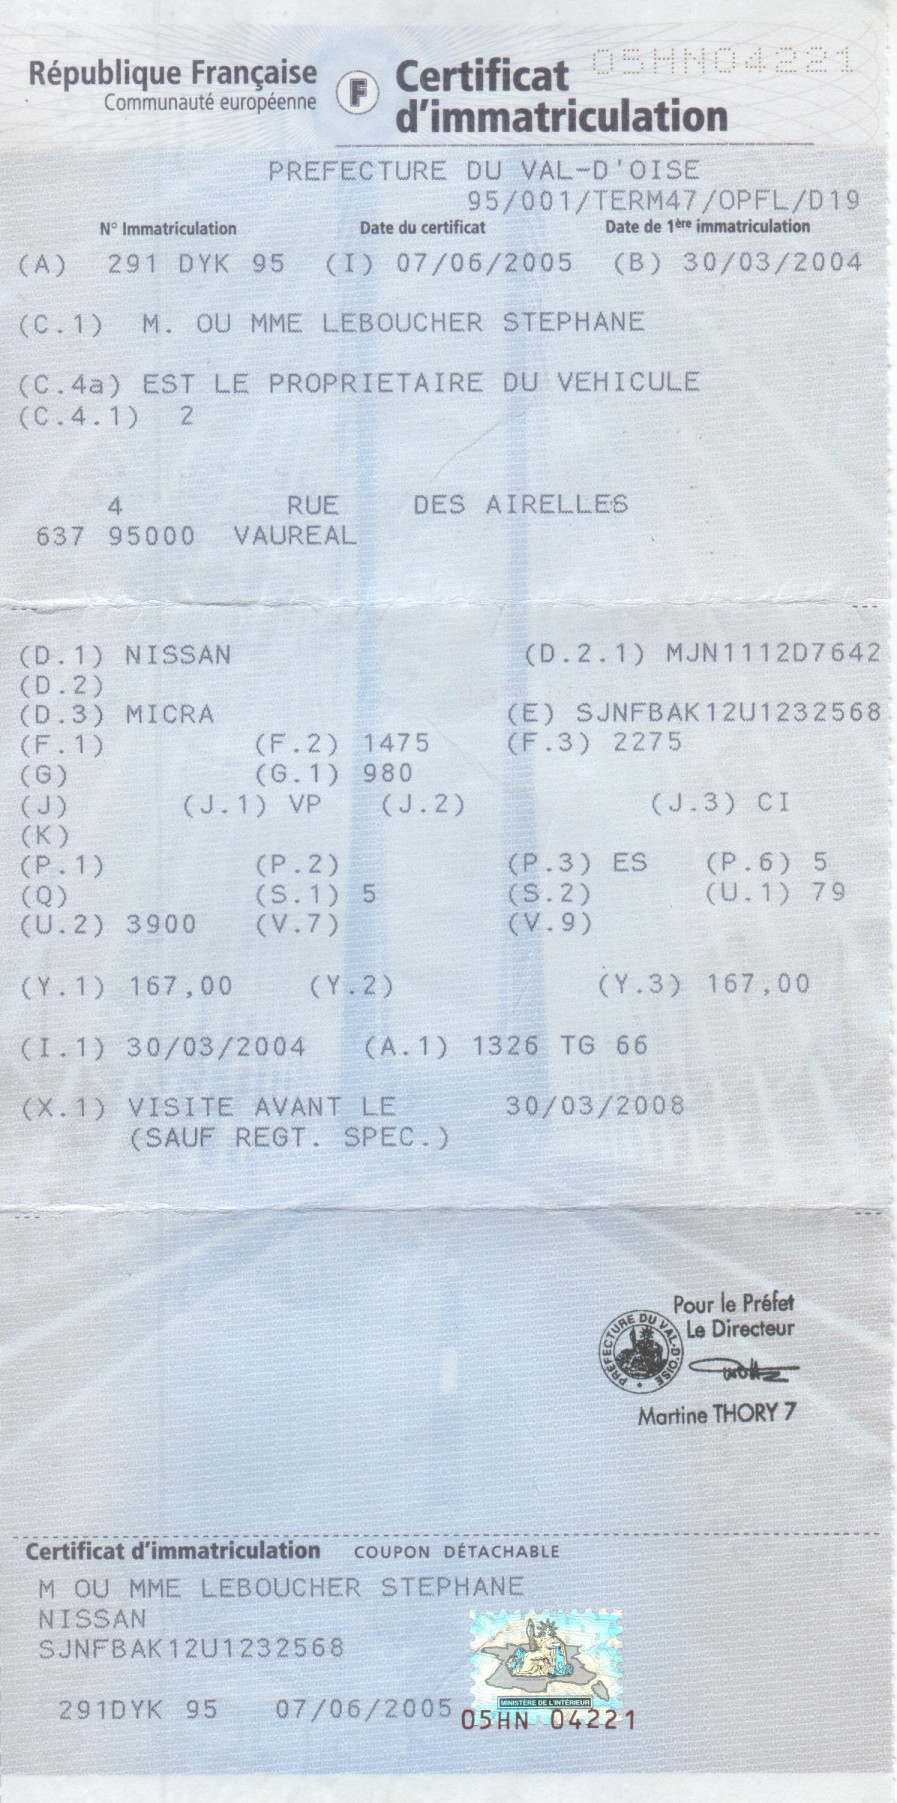 05HN04221
République Française
Communauté européenne
F
Certificat
d'immatriculation
PREFECTURE DU VAL-D'OISE
95/001/TERM47/OPFL/D19
N° Immatriculation Date du certificat Date de 1ère immatriculation
(A) 291 DYK 95 (I) 07/06/2005 (B) 30/03/2004
(C.1) M. OU MME LEBOUCHER STEPHANE
(C.4a) EST LE PROPRIETAIRE DU VEHICULE
(C.4.1) 2
4 RUE DES AIRELLES
637 95000 VAUREAL
(D.1) NISSAN (D.2.1) MJN1112D7642
(D.2)
(D.3) MICRA (E) SJNFBAK12U1232568
(F.1) (F.2) 1475 (F.3) 2275
(G) (G.1) 980
(J) (J.1) VP (J.2) (J.3) CI
(K)
(P.1) (P.2) (P.3) ES (P.6) 5
(Q) (S.1) 5 (S.2) (U.1) 79
(U.2) 3900 (V.7) (V.9)
(Y.1) 167,00 (Y.2) (Y.3) 167,00
(I.1) 30/03/2004 (A.1) 1326 TG 66
(X.1) VISITE AVANT LE 30/03/2008
(SAUF REGT. SPEC.)
Pour le Préfet
Le Directeur
PREFECTURE DU VAL-D'OISE
Martine THORY 7
Certificat d'immatriculation COUPON DÉTACHABLE
M OU MME LEBOUCHER STEPHANE
NISSAN
SJNFBAK12U1232568
MINISTÈRE DE L'INTÉRIEUR
291DYK 95 07/06/2005
05HN 04221